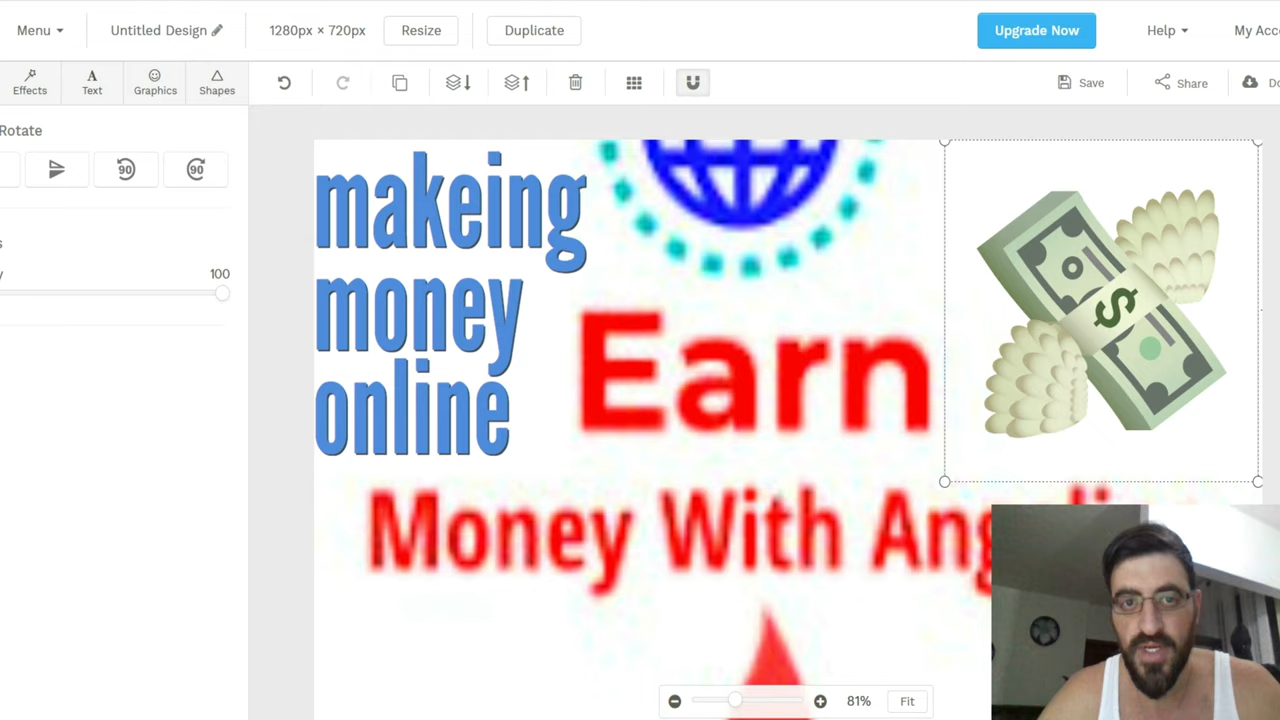 Menu
Untitled Design
1280px × 720px
Resize
Duplicate
Upgrade Now
Help
Effects
Text
Graphics
Shapes
Save
Share
Rotate
90
90
100
makeing
money
online
Earn
Money With
$
81%
Fit